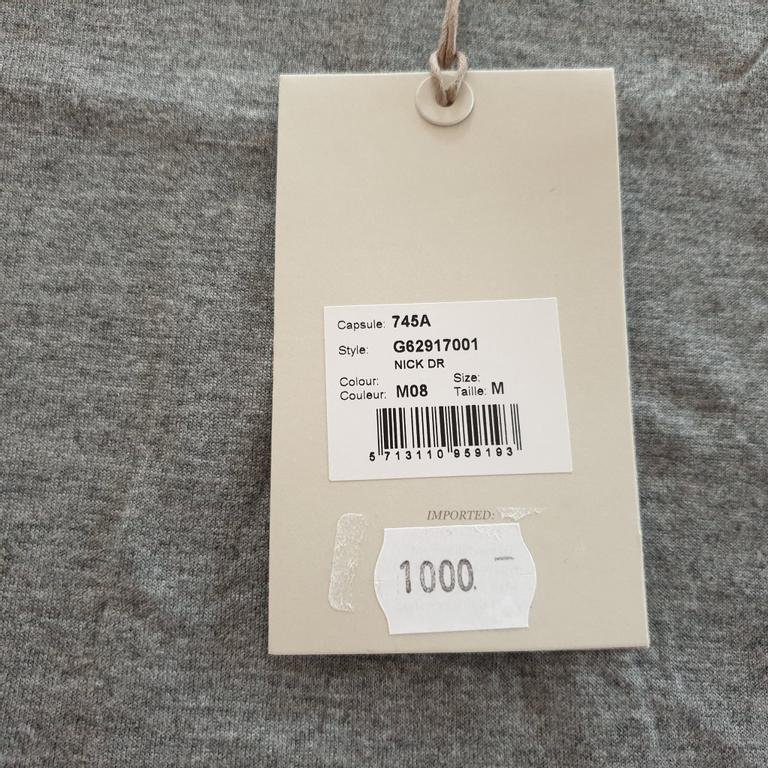 Capsule: 745A
Style: G62917001
NICK DR
Colour: Size:
Couleur: M08 Taille: M
5 713110 959193
IMPORTED:
1000.-